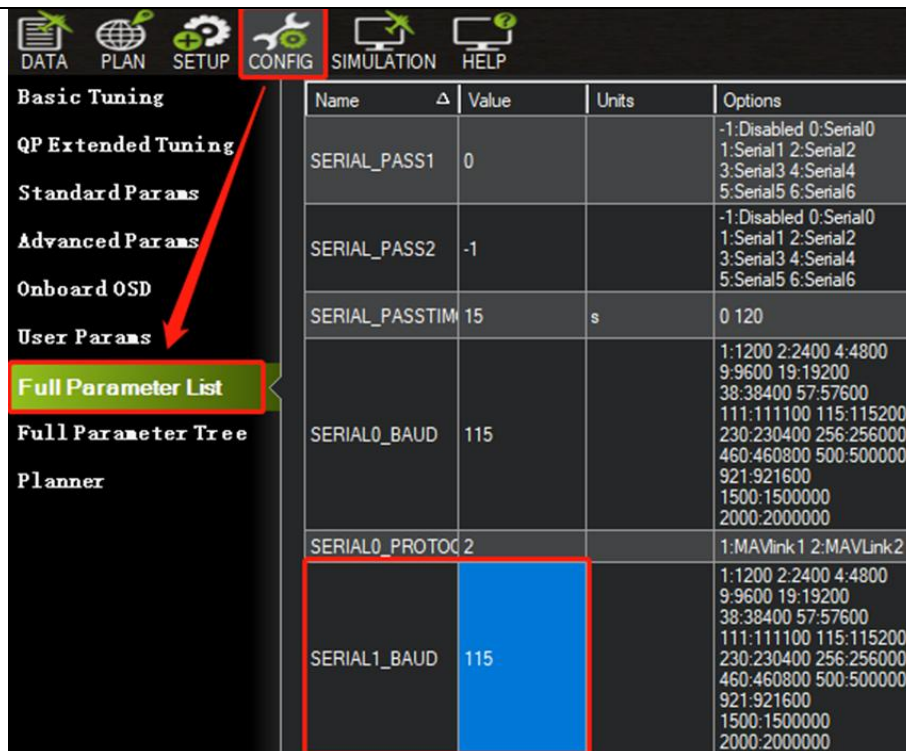 DATA PLAN SETUP CONFIG SIMULATION HELP
Basic Tuning
QP Extended Tuning
Standard Params
Advanced Params
Onboard OSD
User Params
Full Parameter List
Full Parameter Tree
Planner
Name Value Units Options
SERIAL_PASS1 0
-1:Disabled 0:Serial0
1:Serial1 2:Serial2
3:Serial3 4:Serial4
5:Serial5 6:Serial6
SERIAL_PASS2 -1
-1:Disabled 0:Serial0
1:Serial1 2:Serial2
3:Serial3 4:Serial4
5:Serial5 6:Serial6
SERIAL_PASSTIM 15 s 0 120
SERIAL0_BAUD 115
1:1200 2:2400 4:4800
9:9600 19:19200
38:38400 57:57600
111:111100 115:115200
230:230400 256:256000
460:460800 500:500000
921:921600
1500:1500000
2000:2000000
SERIAL0_PROTOC 2 1:MAVlink1 2:MAVLink2
SERIAL1_BAUD 115
1:1200 2:2400 4:4800
9:9600 19:19200
38:38400 57:57600
111:111100 115:115200
230:230400 256:256000
460:460800 500:500000
921:921600
1500:1500000
2000:2000000